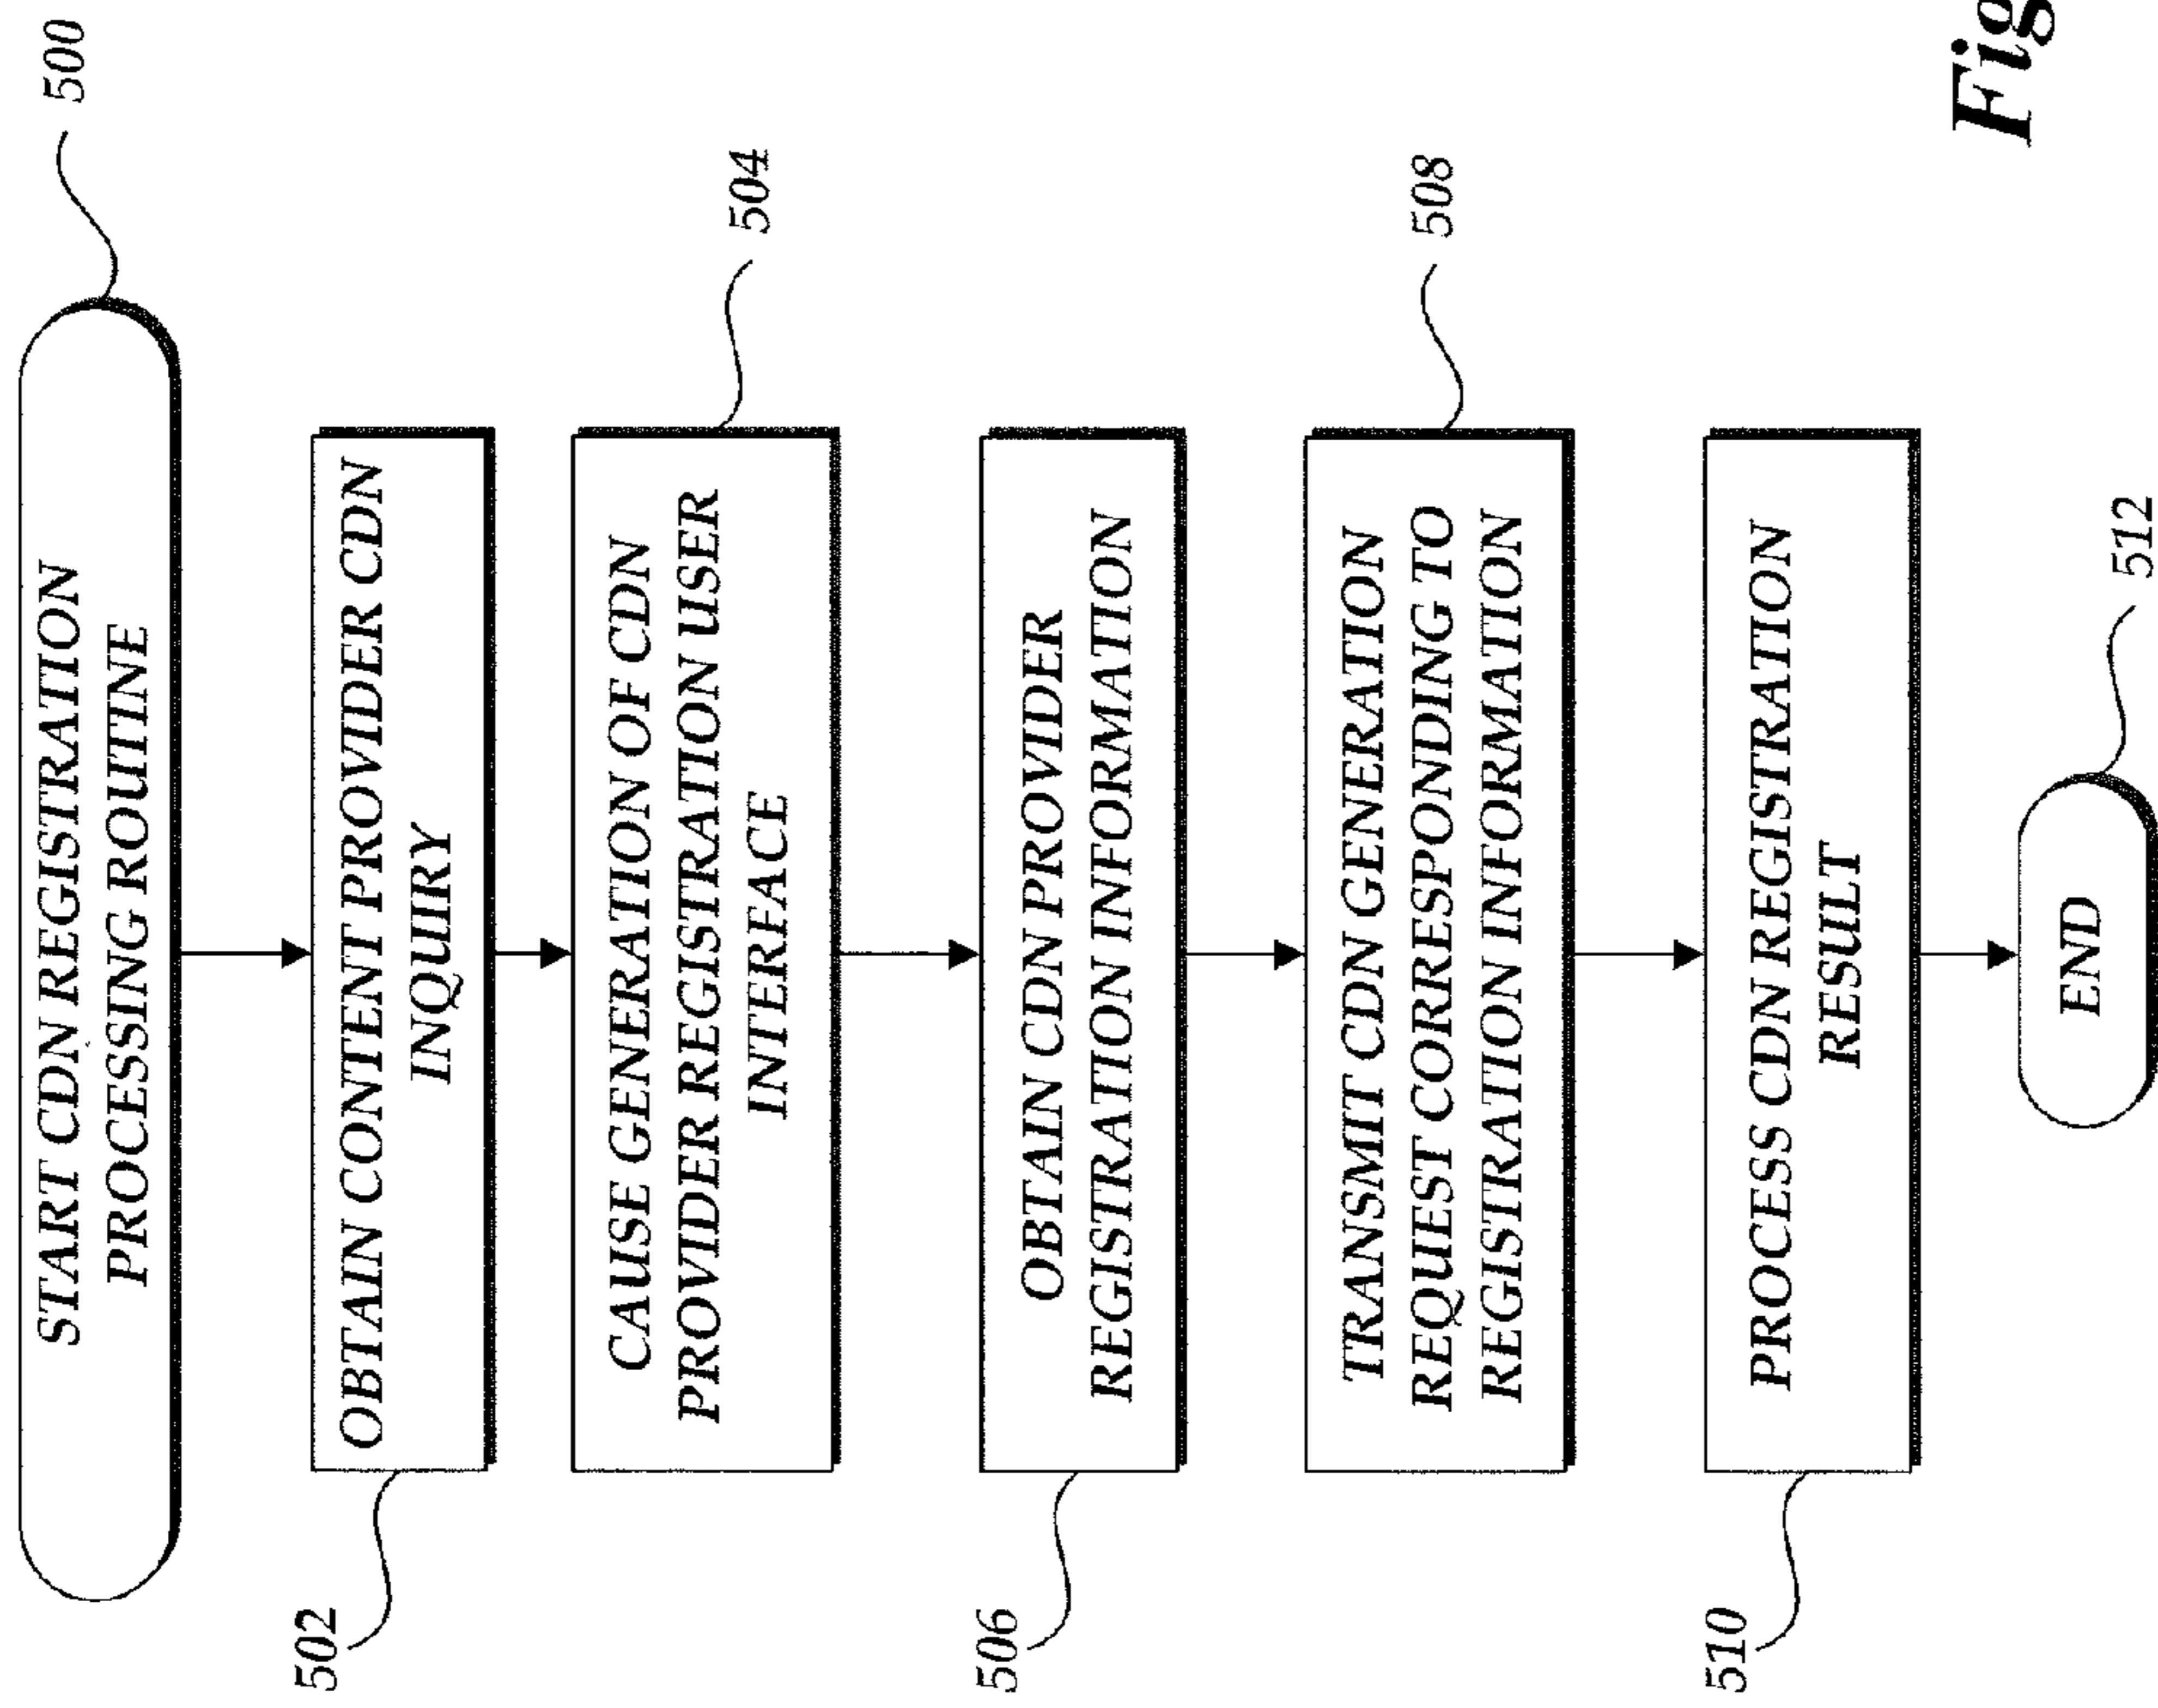 START CDN REGISTRATION
PROCESSING ROUTINE
500
502
OBTAIN CONTENT PROVIDER CDN
INQUIRY
CAUSE GENERATION OF CDN
PROVIDER REGISTRATION USER
INTERFACE
504
506
OBTAIN CDN PROVIDER
REGISTRATION INFORMATION
TRANSMIT CDN GENERATION
REQUEST CORRESPONDING TO
REGISTRATION INFORMATION
508
510
PROCESS CDN REGISTRATION
RESULT
END
512
Fig